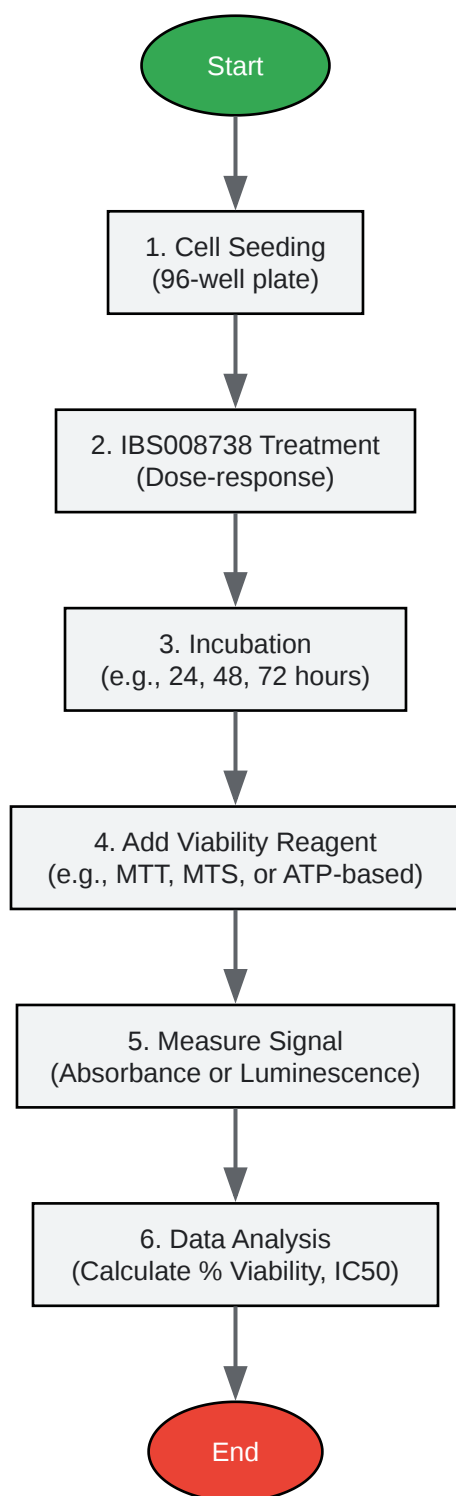 Start
1. Cell Seeding
(96-well plate)
2. IBS008738 Treatment
(Dose-response)
3. Incubation
(e.g., 24, 48, 72 hours)
4. Add Viability Reagent
(e.g., MTT, MTS, or ATP-based)
5. Measure Signal
(Absorbance or Luminescence)
6. Data Analysis
(Calculate % Viability, IC50)
End